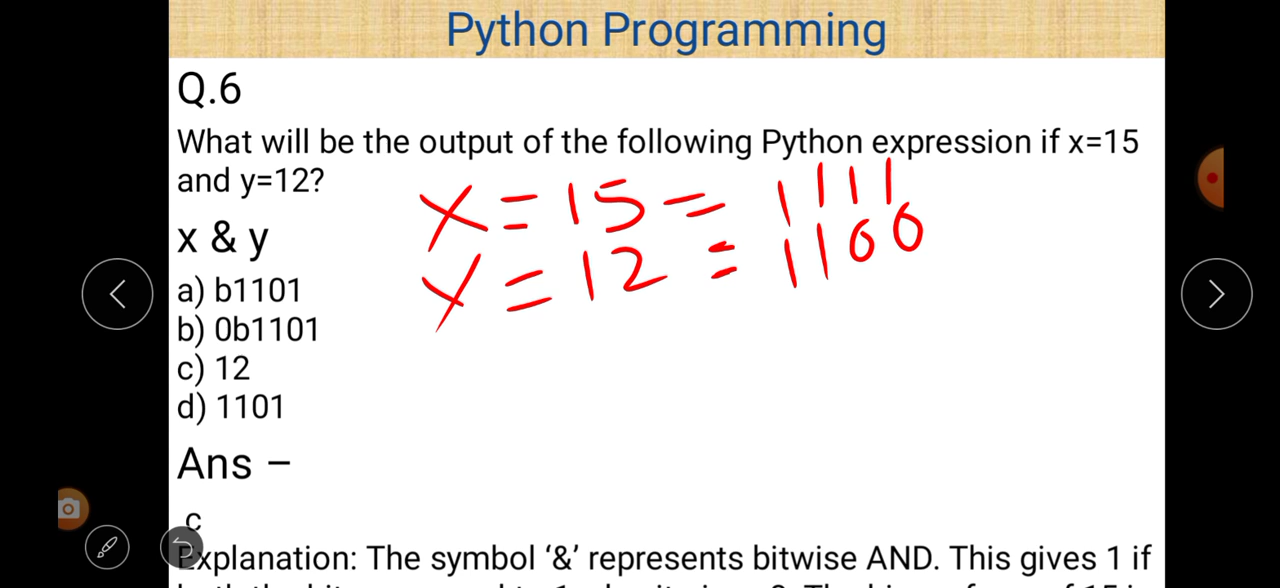 Python Programming
Q.6
What will be the output of the following Python expression if x=15
and y=12?
x = 15 = 1111
x & y
y = 12 = 1100
a) b1101
b) 0b1101
c) 12
d) 1101
Ans –
c
Explanation: The symbol ‘&’ represents bitwise AND. This gives 1 if